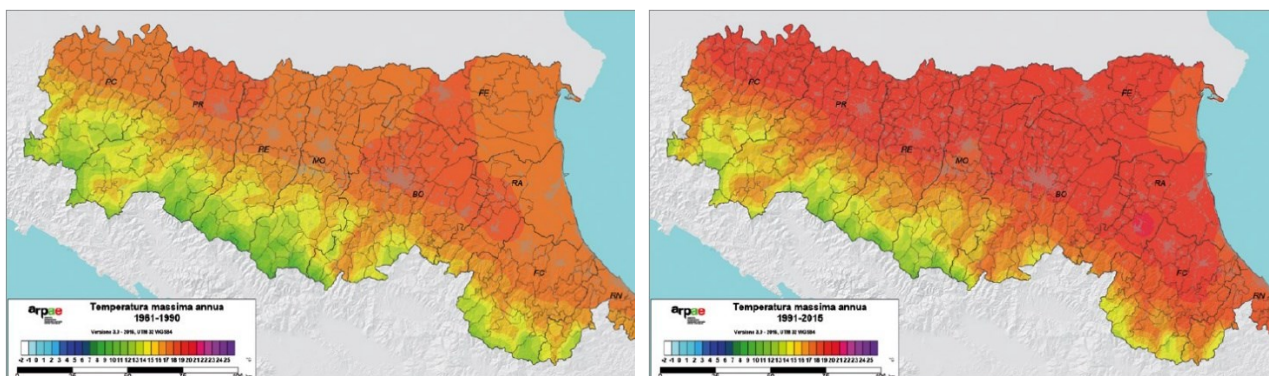 PC
PR
RE
MO
BO
FE
RA
FC
RN
arpae
Temperatura massima annua
1961-1990
-2 -1 0 1 2 3 4 5 6 7 8 9 10 11 12 13 14 15 16 17 18 19 20 21 22 23 24 25 °C
PC
PR
RE
MO
BO
FE
RA
FC
RN
arpae
Temperatura massima annua
1991-2015
-2 -1 0 1 2 3 4 5 6 7 8 9 10 11 12 13 14 15 16 17 18 19 20 21 22 23 24 25 °C